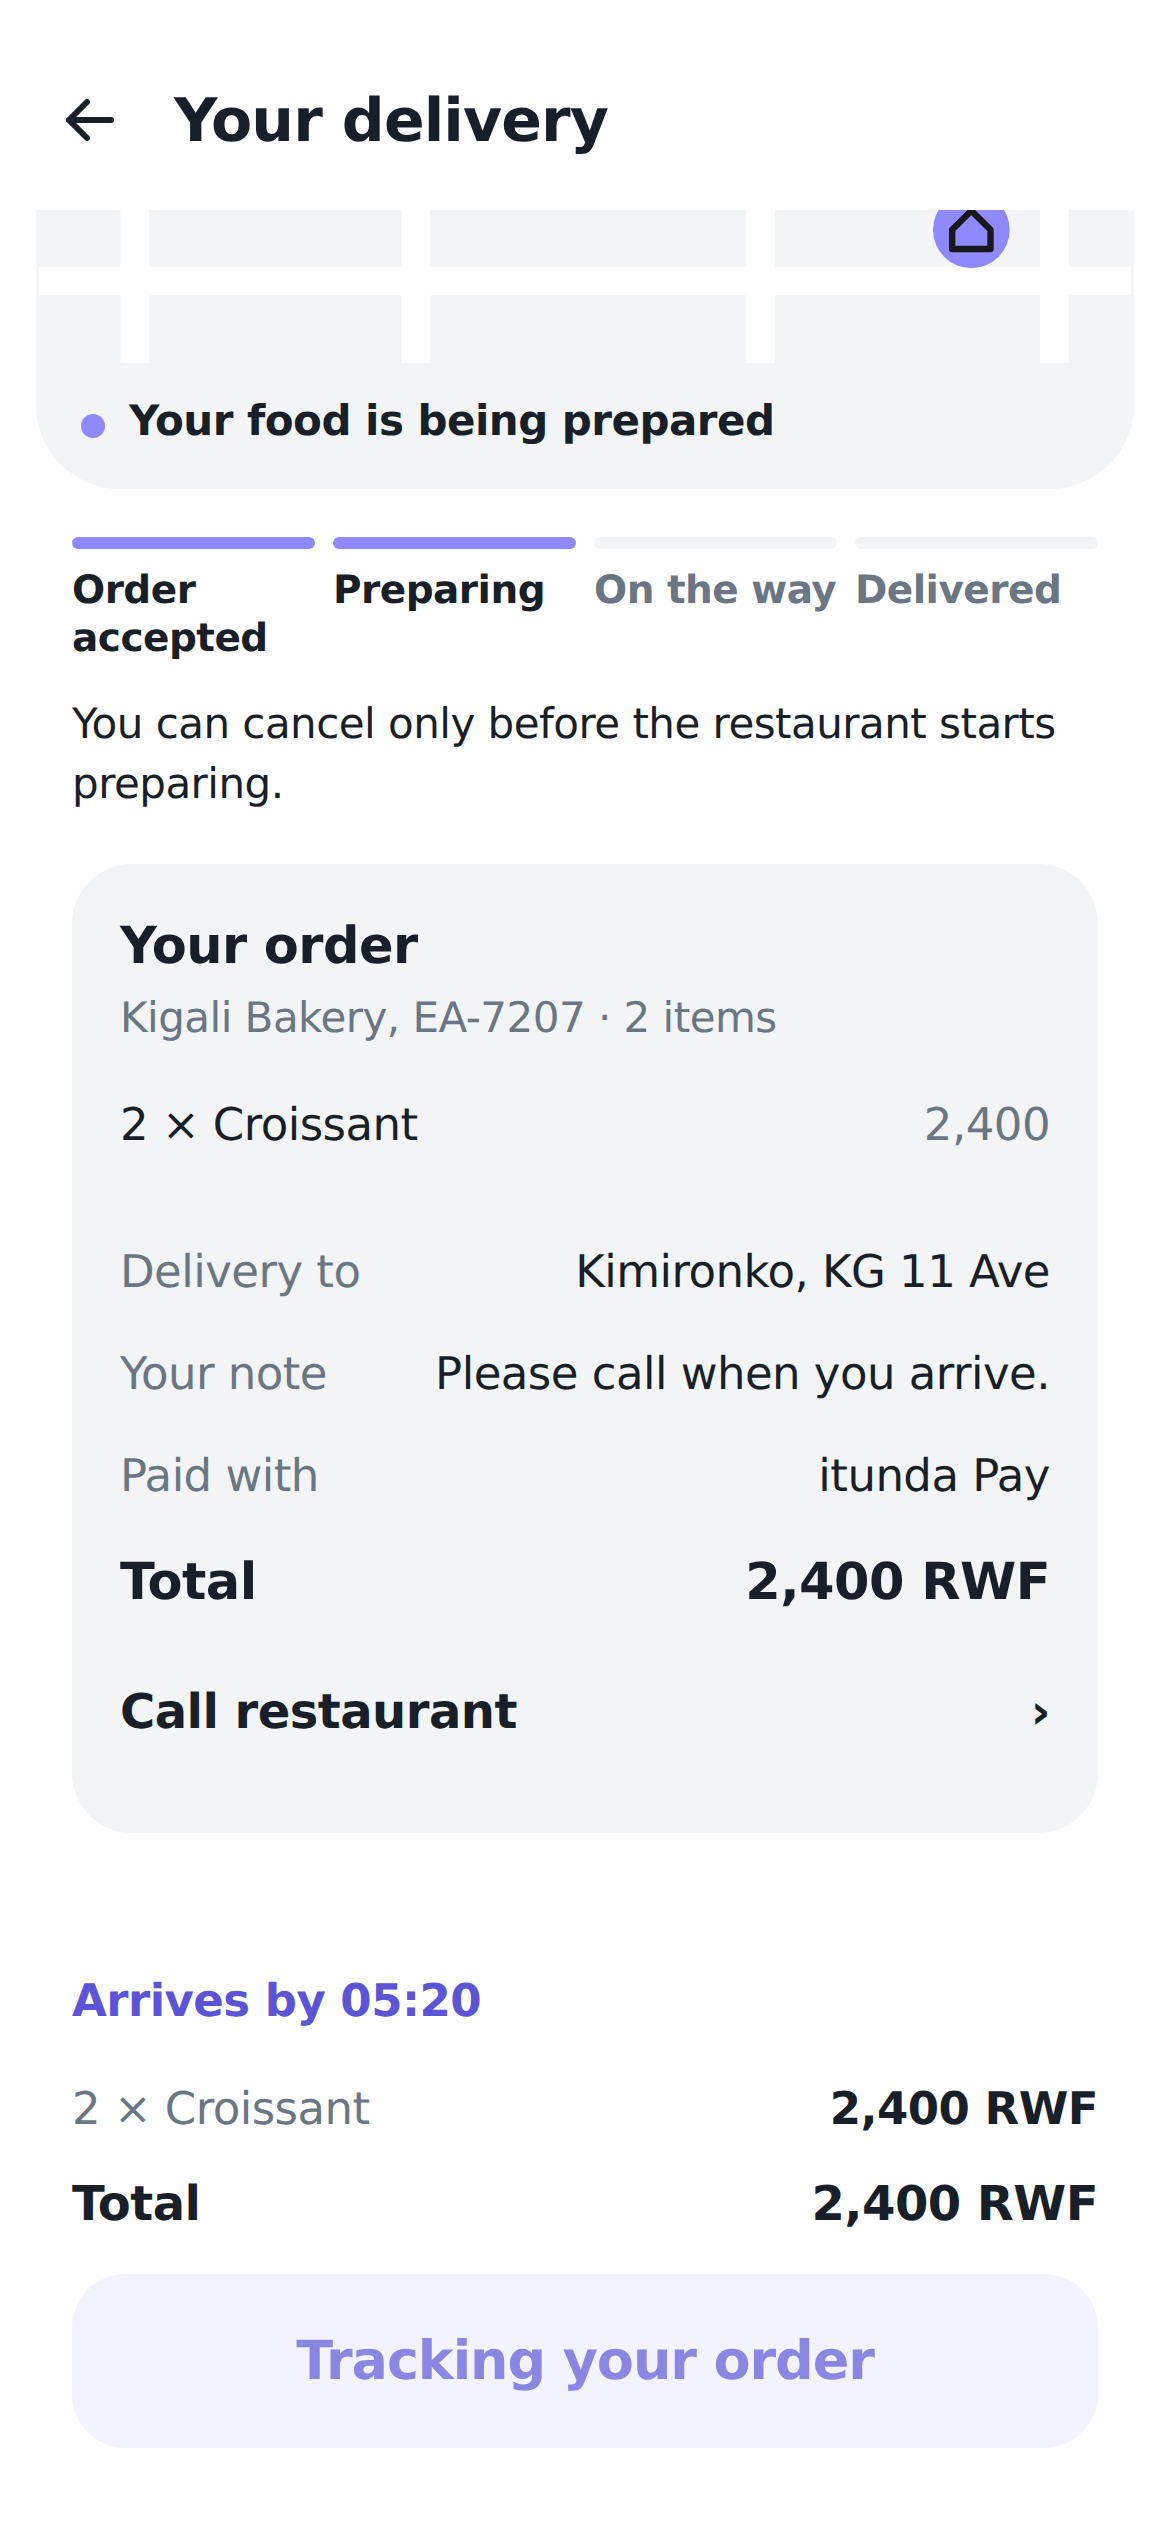 Your delivery
Your food is being prepared
Order accepted
Preparing
On the way
Delivered
You can cancel only before the restaurant starts
preparing.
Your order
Kigali Bakery, EA-7207 · 2 items
2 × Croissant 2,400
Delivery to Kimironko, KG 11 Ave
Your note Please call when you arrive.
Paid with itunda Pay
Total 2,400 RWF
Call restaurant ›
Arrives by 05:20
2 × Croissant 2,400 RWF
Total 2,400 RWF
Tracking your order